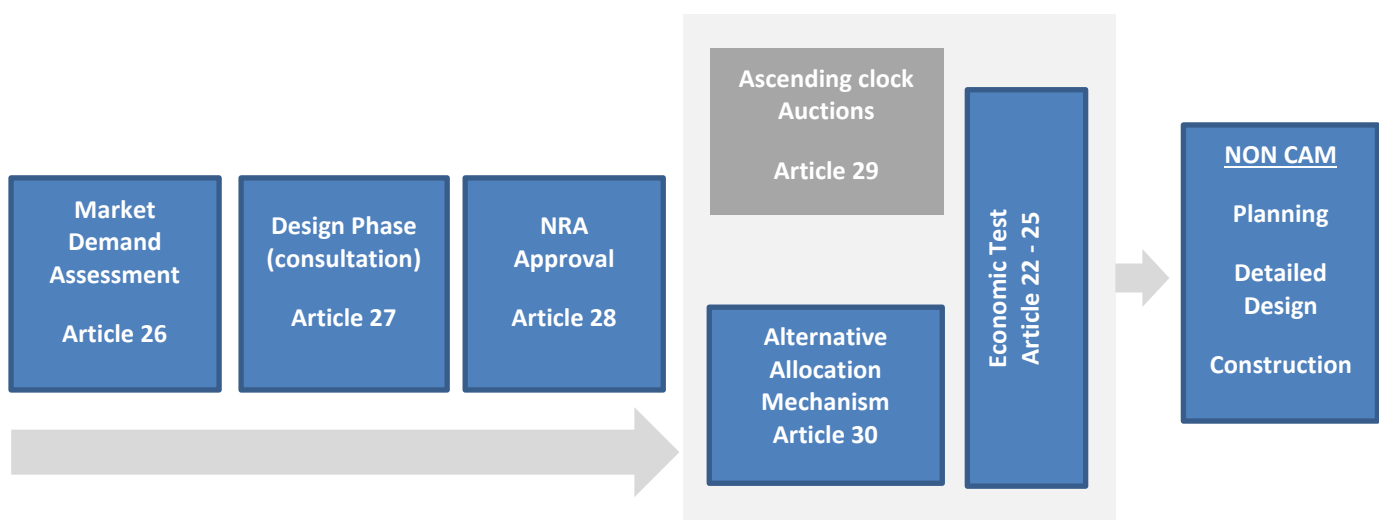 Market
Demand
Assessment
Article 26
Design Phase
(consultation)
Article 27
NRA
Approval
Article 28
Ascending clock
Auctions
Article 29
Alternative
Allocation
Mechanism
Article 30
Economic Test
Article 22 - 25
NON CAM
Planning
Detailed
Design
Construction